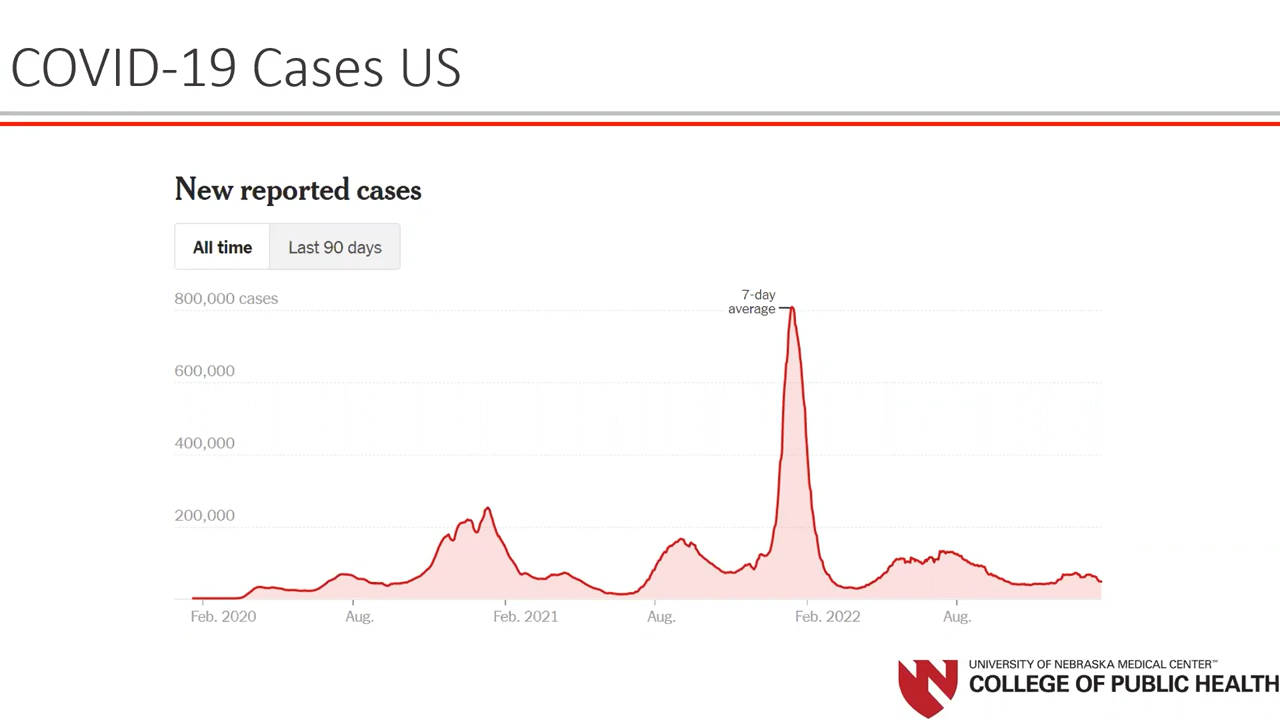 COVID-19 Cases US
New reported cases
All time
Last 90 days
7-day
average
800,000 cases
600,000
400,000
200,000
Feb. 2020
Aug.
Feb. 2021
Aug.
Feb. 2022
Aug.
UNIVERSITY OF NEBRASKA MEDICAL CENTER™
COLLEGE OF PUBLIC HEALTH